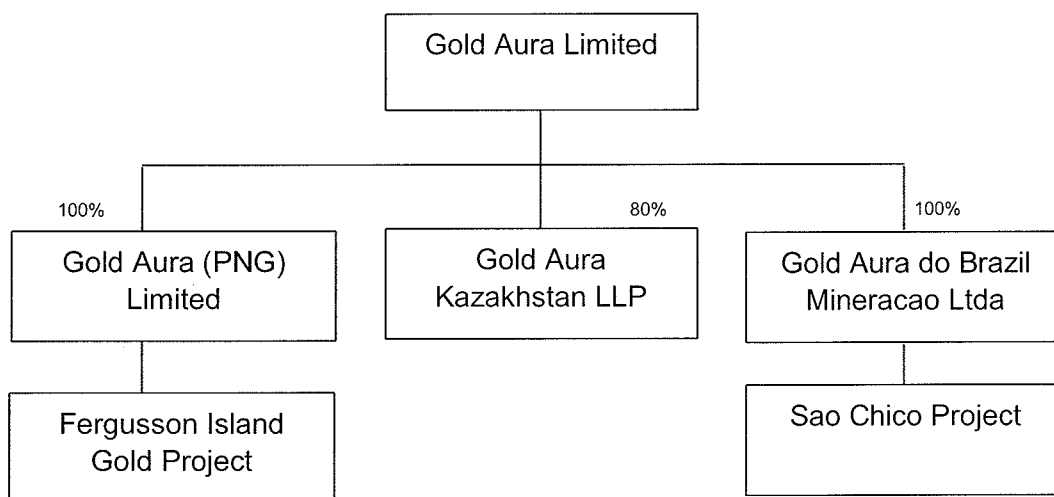 Gold Aura Limited
100%
80%
100%
Gold Aura (PNG)
Limited
Gold Aura
Kazakhstan LLP
Gold Aura do Brazil
Mineracao Ltda
Fergusson Island
Gold Project
Sao Chico Project